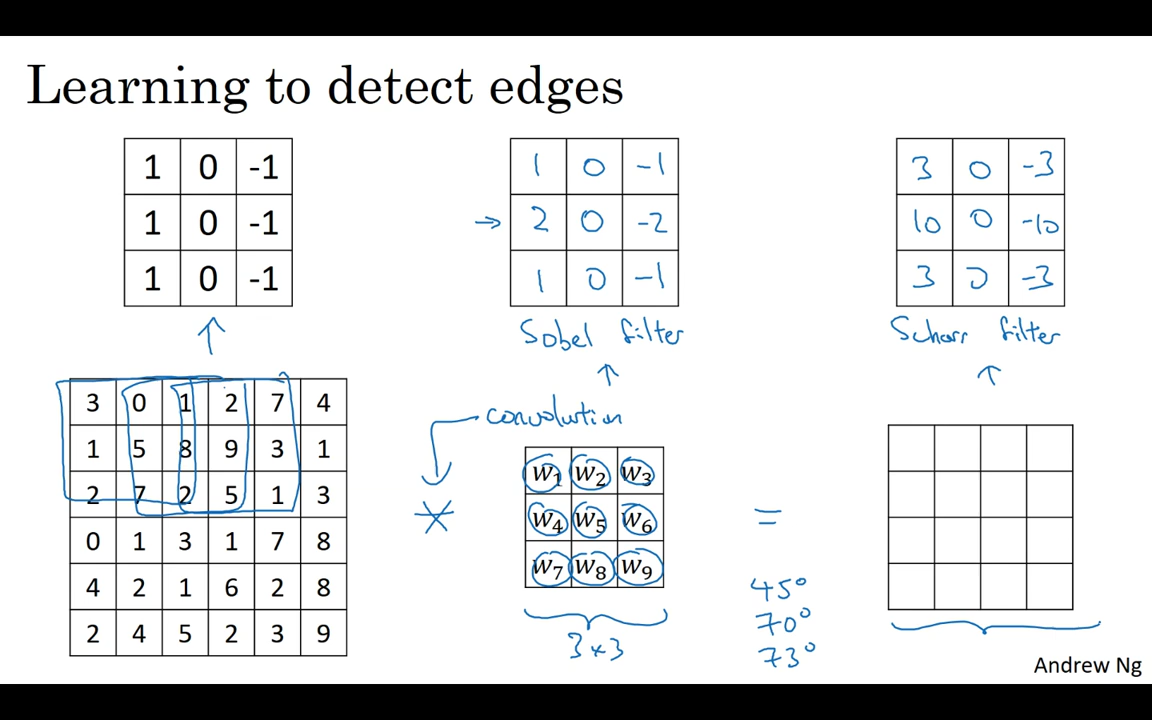 Learning to detect edges
1 0 -1
1 0 -1
1 0 -1
1 0 -1
→ 2 0 -2
1 0 -1
Sobel filter
↑
3 0 -3
10 0 -10
3 0 -3
Scharr filter
↑
↑
3 0 1 2 7 4
1 5 8 9 3 1
2 7 2 5 1 3
0 1 3 1 7 8
4 2 1 6 2 8
2 4 5 2 3 9
convolution
*
w1 w2 w3
w4 w5 w6
w7 w8 w9
3×3
=
45°
70°
73°
Andrew Ng